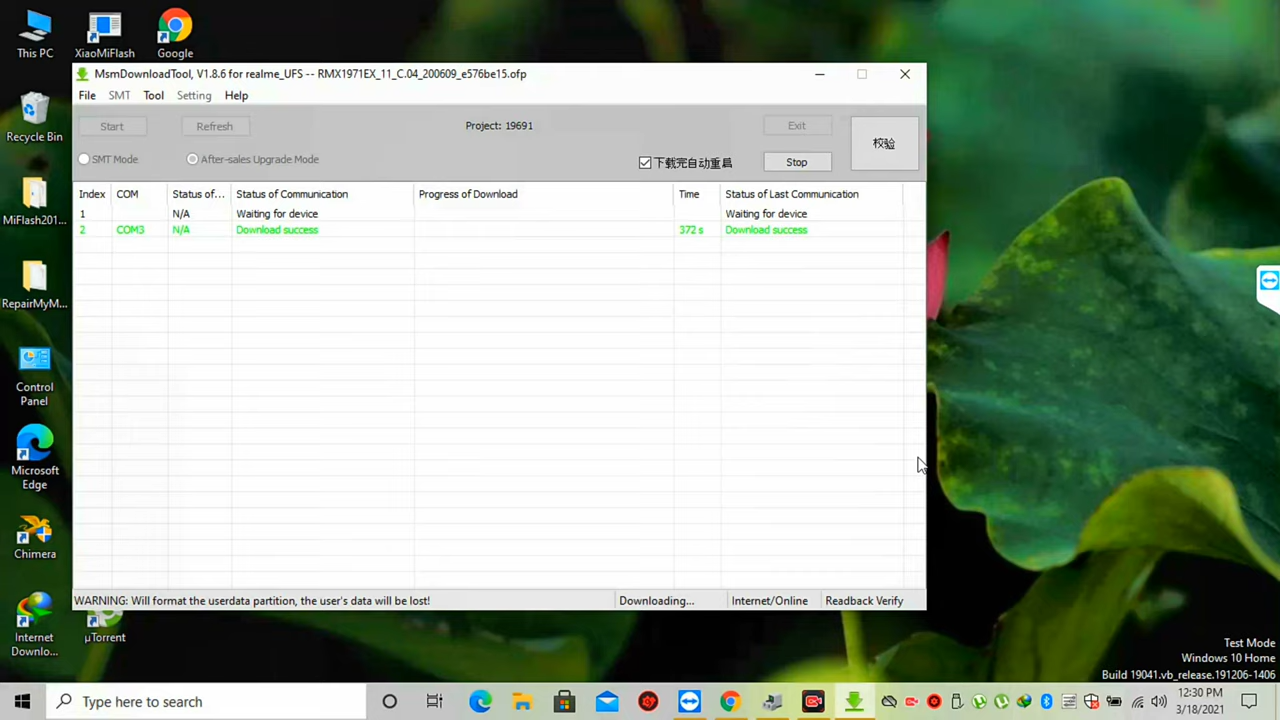 This PC
XiaoMiFlash
Google
MsmDownloadTool, V1.8.6 for realme_UFS -- RMX1971EX_11_C.04_200609_e576be15.ofp
File SMT Tool Setting Help
Start Refresh Project: 19691 Exit 校验
SMT Mode After-sales Upgrade Mode 下载完自动重启 Stop
Index COM Status of... Status of Communication Progress of Download Time Status of Last Communication
1 N/A Waiting for device Waiting for device
2 COM3 N/A Download success 372 s Download success
WARNING: Will format the userdata partition, the user's data will be lost! Downloading... Internet/Online Readback Verify
Recycle Bin
MiFlash201...
RepairMyM...
Control
Panel
Microsoft
Edge
Chimera
Internet
Downlo...
µTorrent
Test Mode
Windows 10 Home
Build 19041.vb_release.191206-1406
Type here to search
12:30 PM
3/18/2021